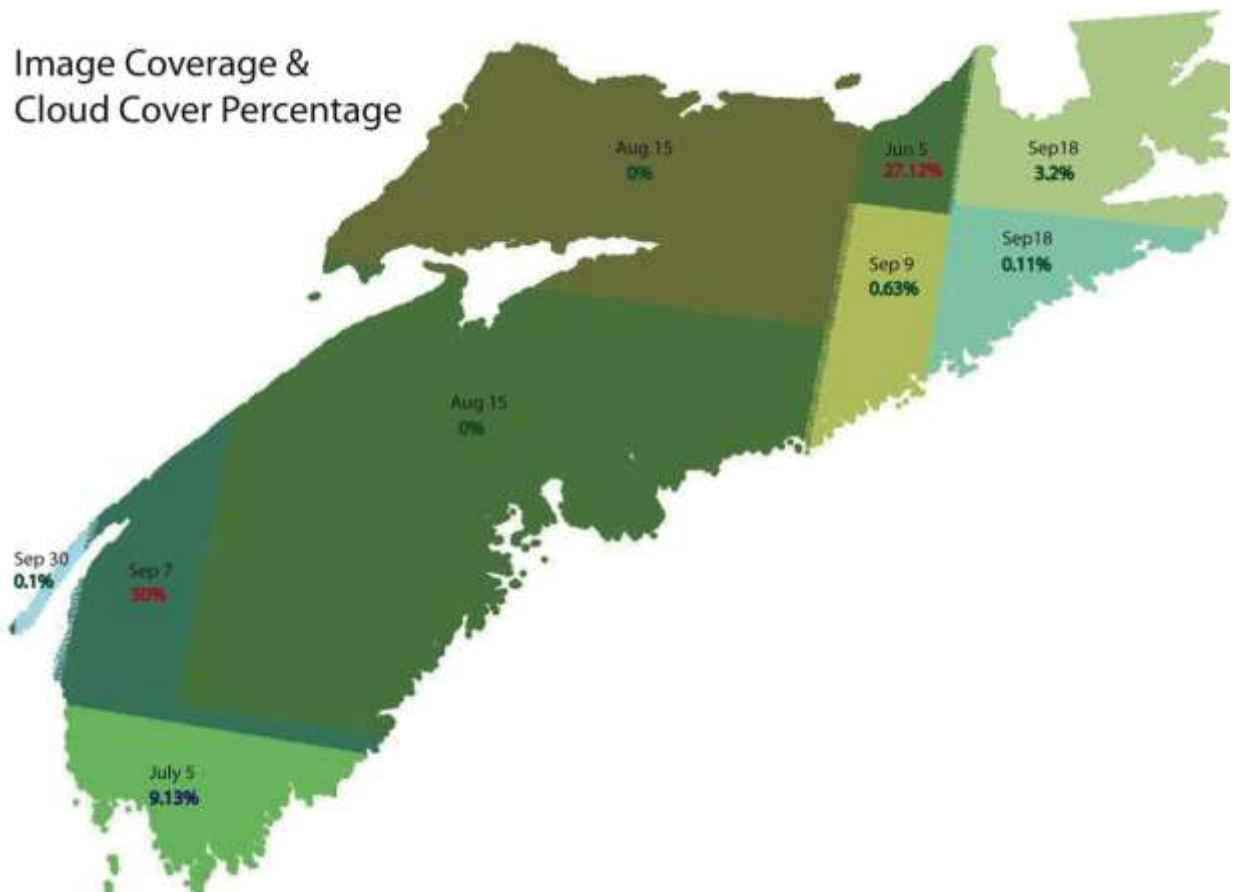 Image Coverage &
Cloud Cover Percentage
Aug 15
0%
Jun 5
27.12%
Sep18
3.2%
Sep 9
0.63%
Sep18
0.11%
Aug 15
0%
Sep 30
0.1%
Sep 7
30%
July 5
9.13%